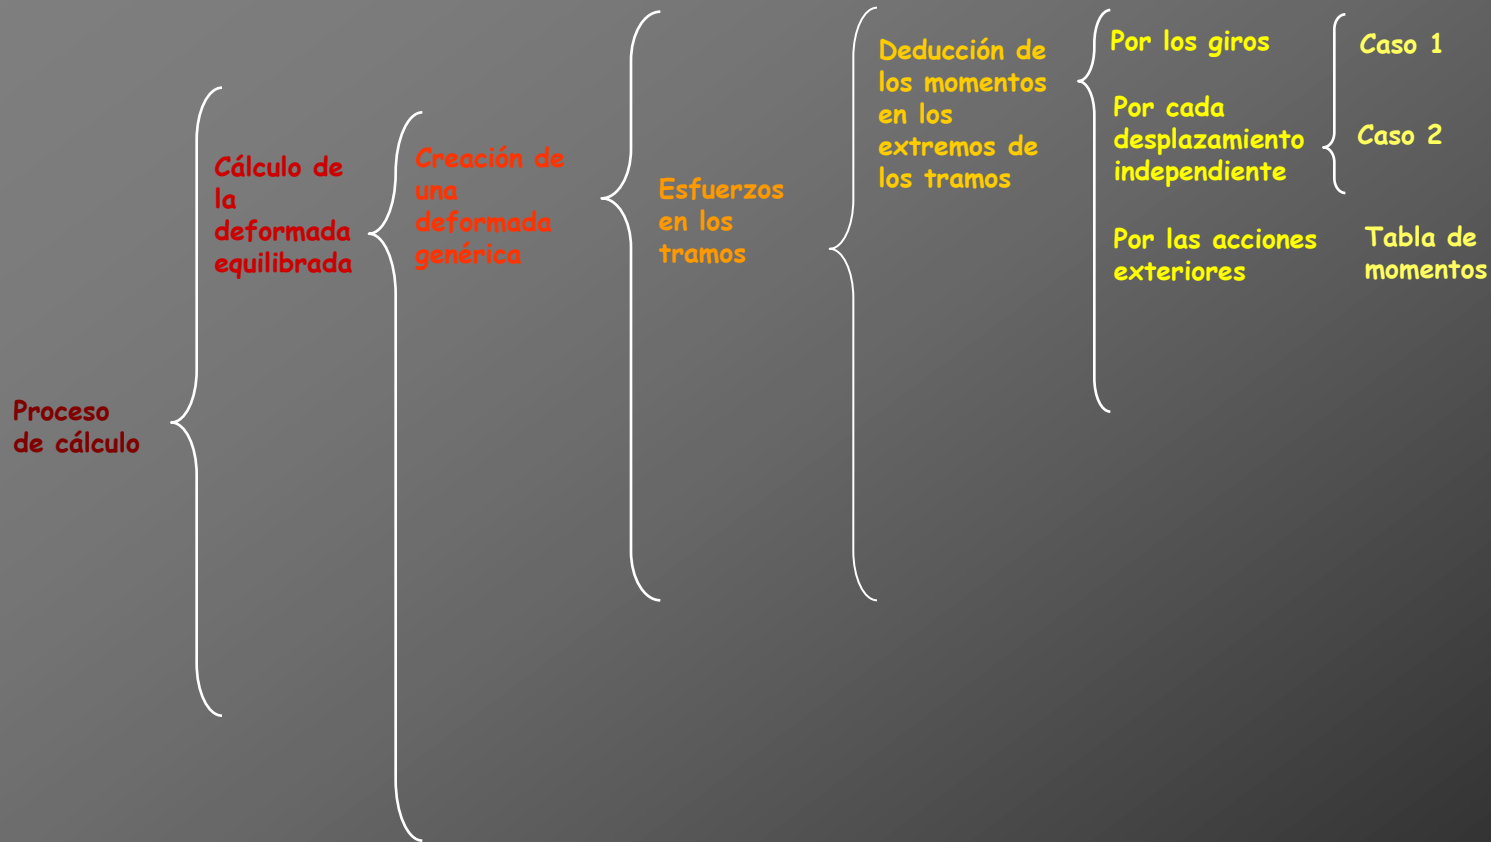 Proceso
de cálculo
Cálculo de
la
deformada
equilibrada
Creación de
una
deformada
genérica
Esfuerzos
en los
tramos
Deducción de
los momentos
en los
extremos de
los tramos
Por los giros
Por cada
desplazamiento
independiente
Caso 1
Caso 2
Por las acciones
exteriores
Tabla de
momentos